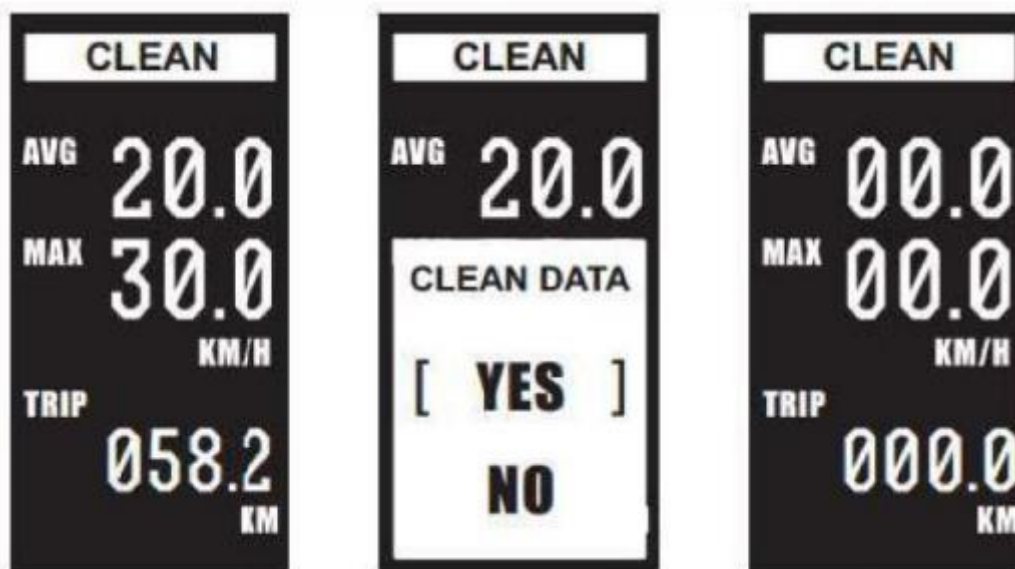 CLEAN
AVG 20.0
MAX 30.0
KM/H
TRIP
058.2
KM
CLEAN
AVG 20.0
CLEAN DATA
[ YES ]
NO
CLEAN
AVG 00.0
MAX 00.0
KM/H
TRIP
000.0
KM